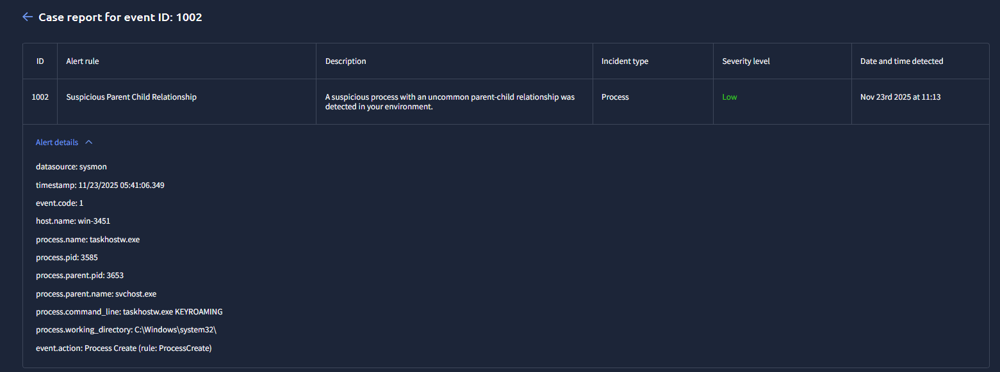 Case report for event ID: 1002
ID Alert rule Description Incident type Severity level Date and time detected
1002 Suspicious Parent Child Relationship A suspicious process with an uncommon parent-child relationship was Process Low Nov 23rd 2025 at 11:13
detected in your environment.
Alert details
datasource: sysmon
timestamp: 11/23/2025 05:41:06.349
event.code: 1
host.name: win-3451
process.name: taskhostw.exe
process.pid: 3585
process.parent.pid: 3653
process.parent.name: svchost.exe
process.command_line: taskhostw.exe KEYROAMING
process.working_directory: C:\Windows\system32\
event.action: Process Create (rule: ProcessCreate)